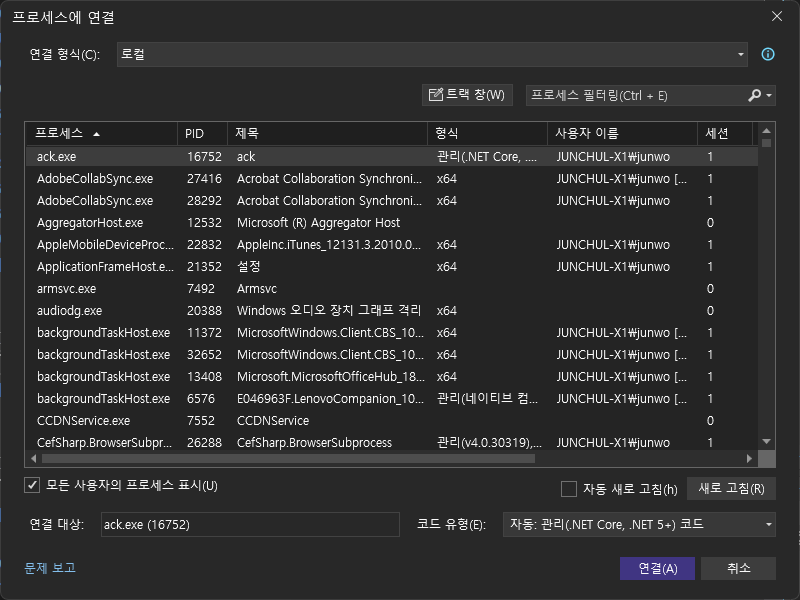 프로세스에 연결
연결 형식(C): 로컬
트랙 창(W) 프로세스 필터링(Ctrl + E)
프로세스 PID 제목 형식 사용자 이름 세션
ack.exe 16752 ack 관리(.NET Core, .... JUNCHUL-X1₩junwo 1
AdobeCollabSync.exe 27416 Acrobat Collaboration Synchroni... x64 JUNCHUL-X1₩junwo [... 1
AdobeCollabSync.exe 28292 Acrobat Collaboration Synchroni... x64 JUNCHUL-X1₩junwo 1
AggregatorHost.exe 12532 Microsoft (R) Aggregator Host 0
AppleMobileDeviceProc... 22832 AppleInc.iTunes_12131.3.2010.0... x64 JUNCHUL-X1₩junwo 1
ApplicationFrameHost.e... 21352 설정 x64 JUNCHUL-X1₩junwo 1
armsvc.exe 7492 Armsvc 0
audiodg.exe 20388 Windows 오디오 장치 그래프 격리 x64 0
backgroundTaskHost.exe 11372 MicrosoftWindows.Client.CBS_10... x64 JUNCHUL-X1₩junwo [... 1
backgroundTaskHost.exe 32652 MicrosoftWindows.Client.CBS_10... x64 JUNCHUL-X1₩junwo [... 1
backgroundTaskHost.exe 13408 Microsoft.MicrosoftOfficeHub_18... x64 JUNCHUL-X1₩junwo [... 1
backgroundTaskHost.exe 6576 E046963F.LenovoCompanion_10... 관리(네이티브 컴... JUNCHUL-X1₩junwo [... 1
CCDNService.exe 7552 CCDNService 0
CefSharp.BrowserSubpr... 26288 CefSharp.BrowserSubprocess 관리(v4.0.30319),... JUNCHUL-X1₩junwo 1
모든 사용자의 프로세스 표시(U) 자동 새로 고침(h) 새로 고침(R)
연결 대상: ack.exe (16752) 코드 유형(E): 자동: 관리(.NET Core, .NET 5+) 코드
문제 보고 연결(A) 취소